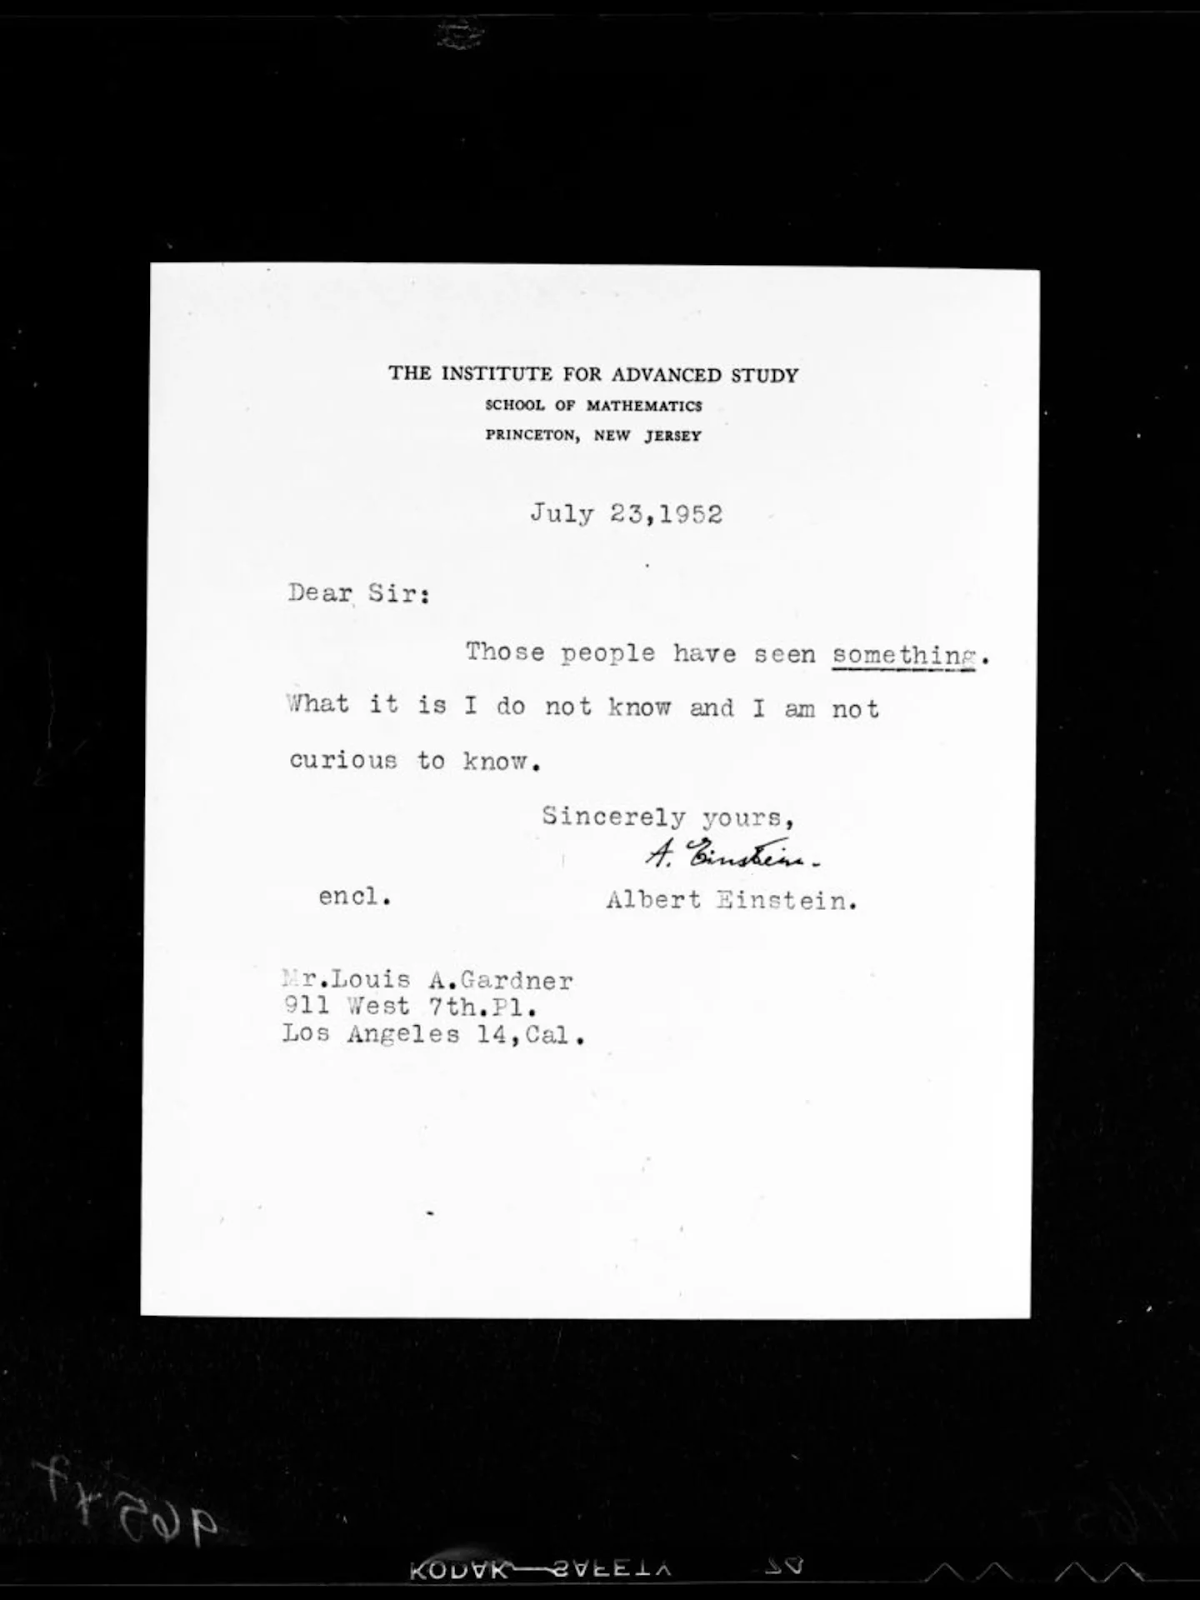 THE INSTITUTE FOR ADVANCED STUDY
SCHOOL OF MATHEMATICS
PRINCETON, NEW JERSEY
July 23,1952
Dear Sir:
Those people have seen something.
What it is I do not know and I am not
curious to know.
Sincerely yours,
A. Einstein.
encl. Albert Einstein.
Mr.Louis A.Gardner
911 West 7th.Pl.
Los Angeles 14,Cal.
KODAK SAFETY